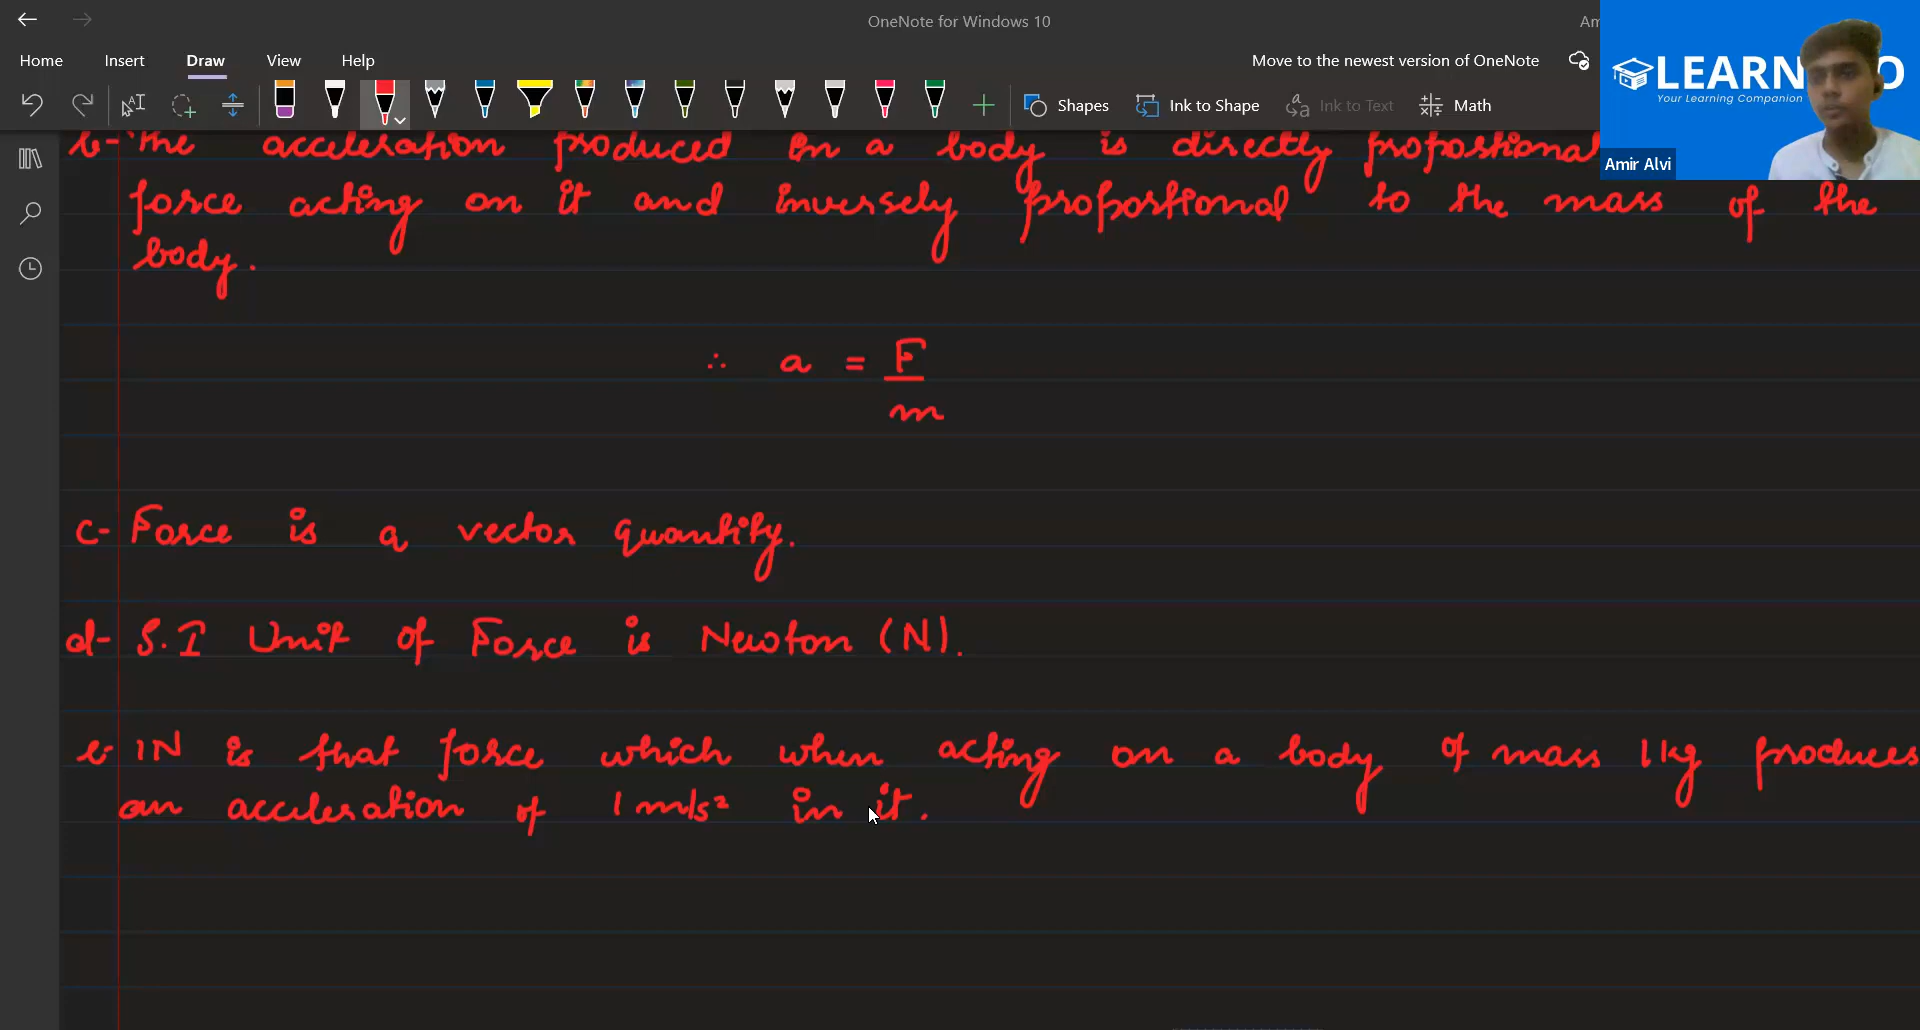 OneNote for Windows 10
Am
Home Insert Draw View Help
Move to the newest version of OneNote
LEARN O
Your Learning Companion
Shapes Ink to Shape Ink to Text Math
Amir Alvi
b- The acceleration produced in a body is directly proportional
force acting on it and inversely proportional to the mass of the
body.
∴ a = F
m
c- Force is a vector quantity.
d- S.I Unit of Force is Newton (N).
e- 1N is that force which when acting on a body of mass 1kg produces
an acceleration of 1 m/s² in it.